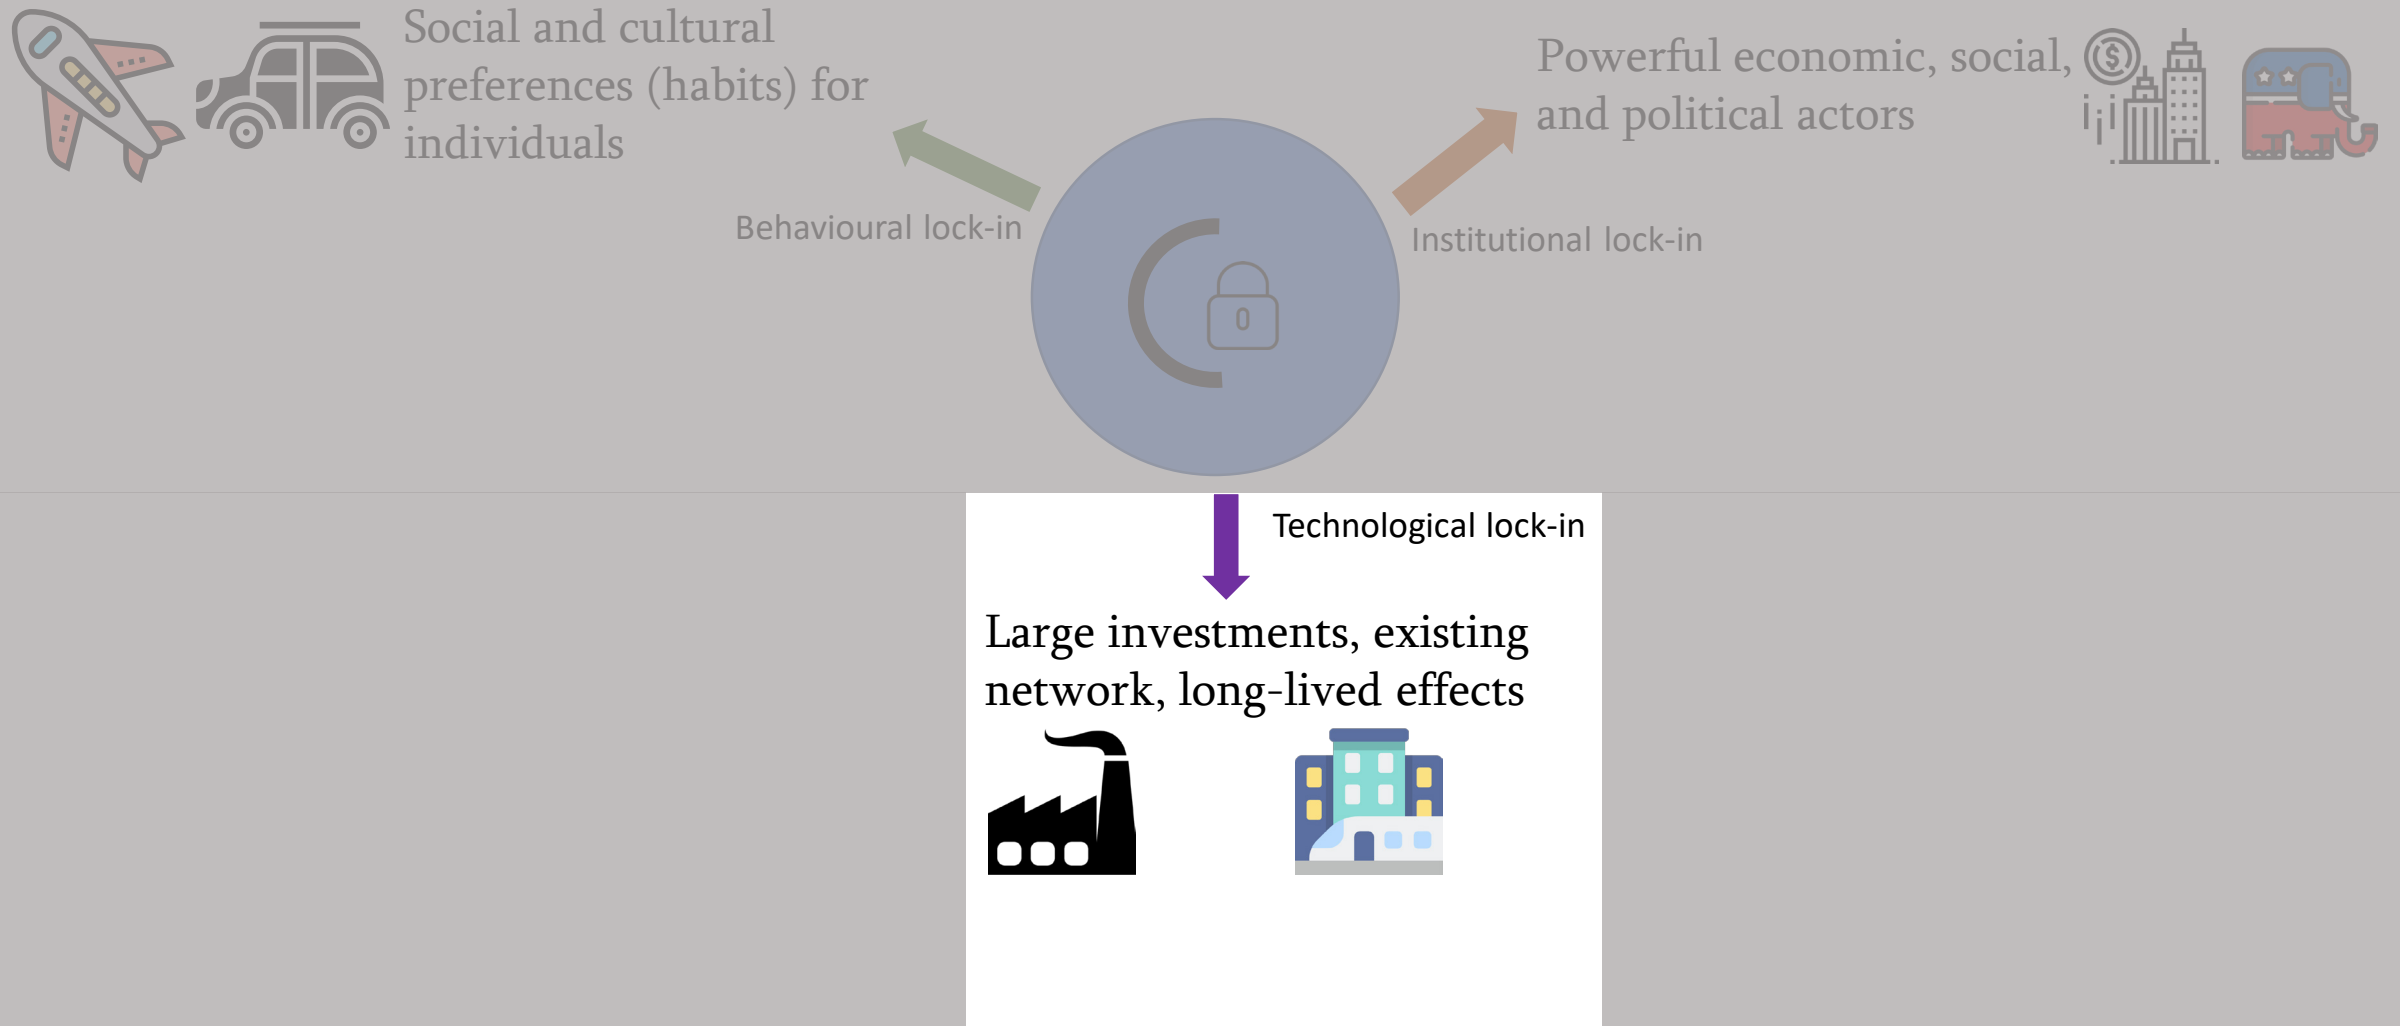 Social and cultural
preferences (habits) for
individuals
Powerful economic, social,
and political actors
$
Behavioural lock-in
Institutional lock-in
Technological lock-in
Large investments, existing
network, long-lived effects